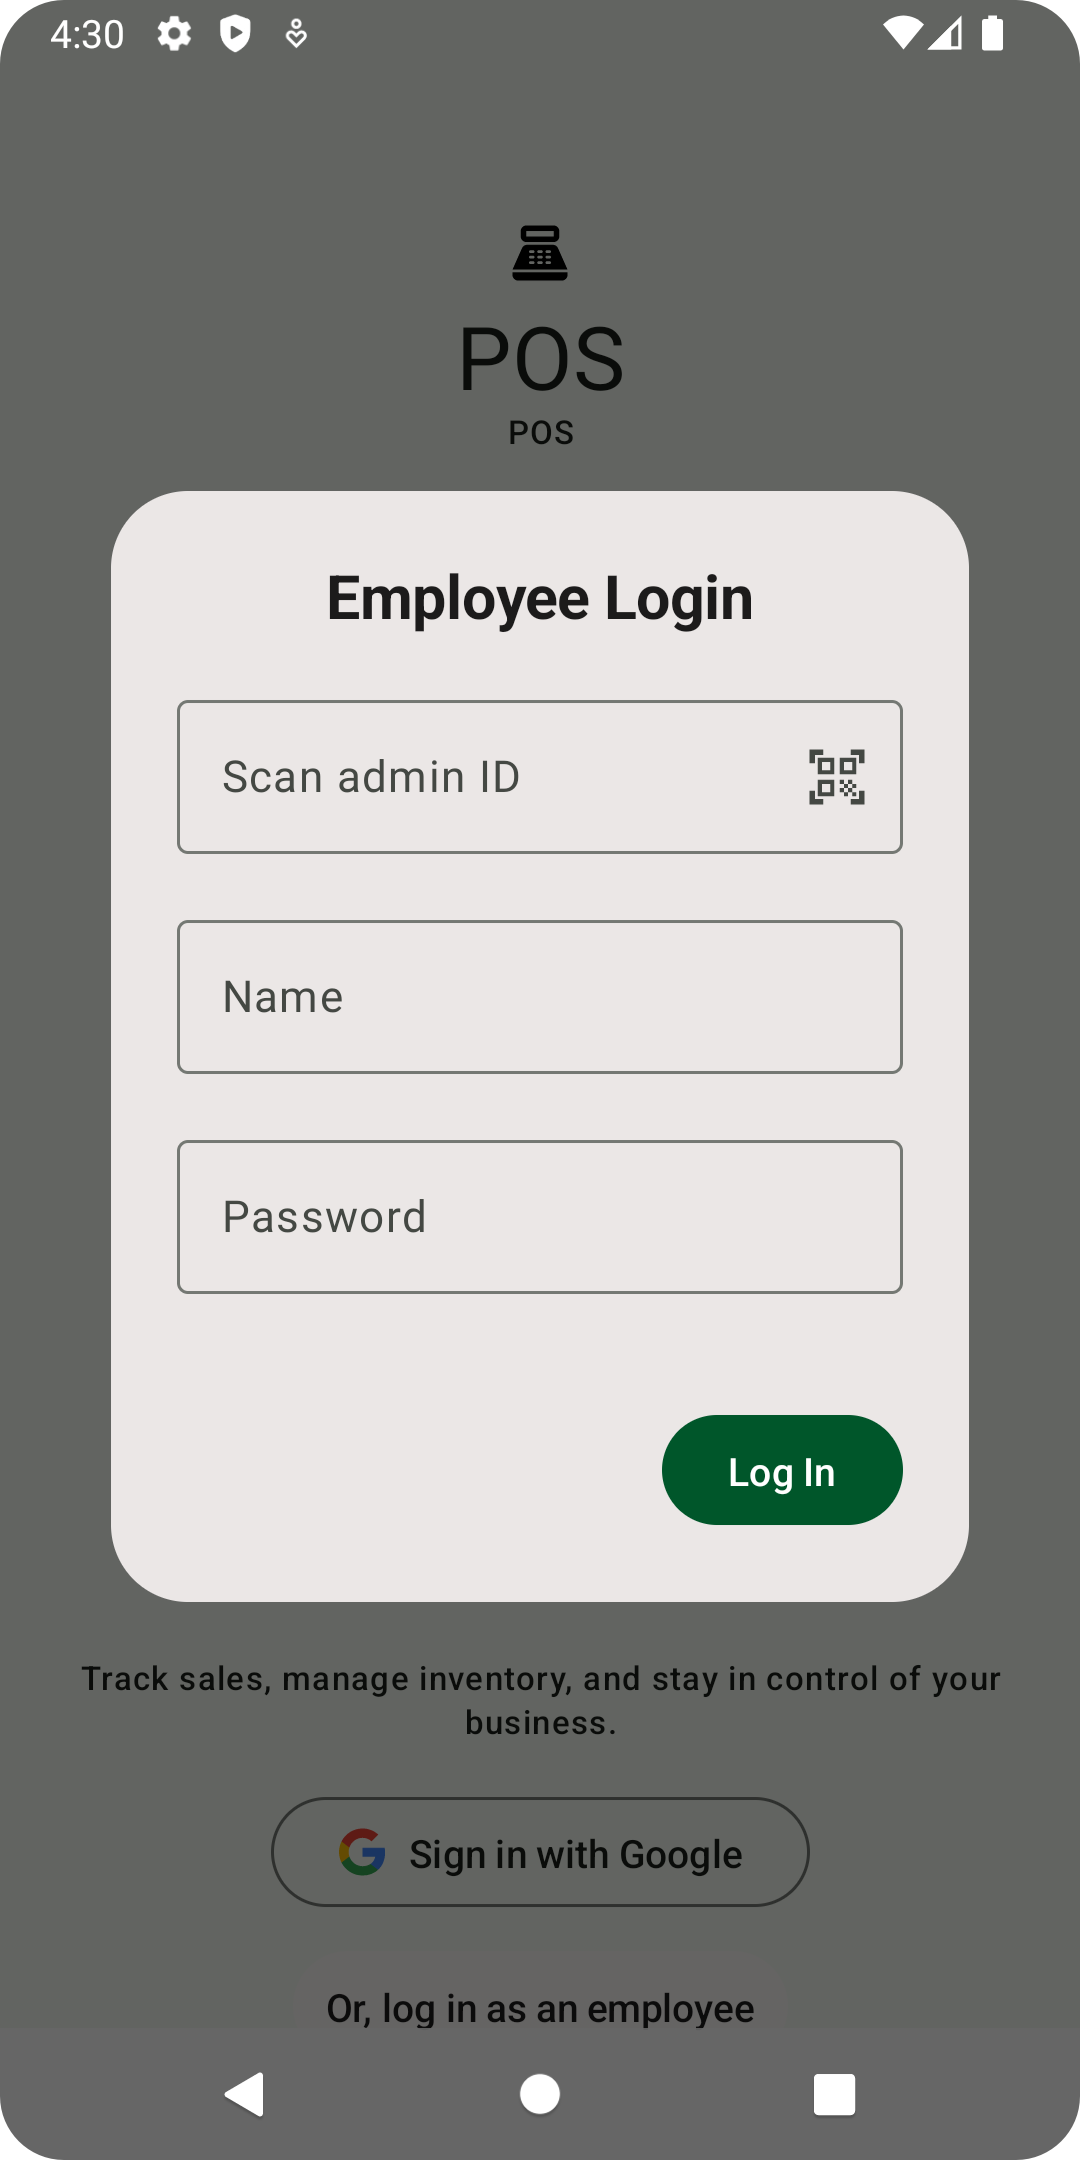 4:30
POS
POS
Employee Login
Scan admin ID
Name
Password
Log In
Track sales, manage inventory, and stay in control of your
business.
Sign in with Google
Or, log in as an employee